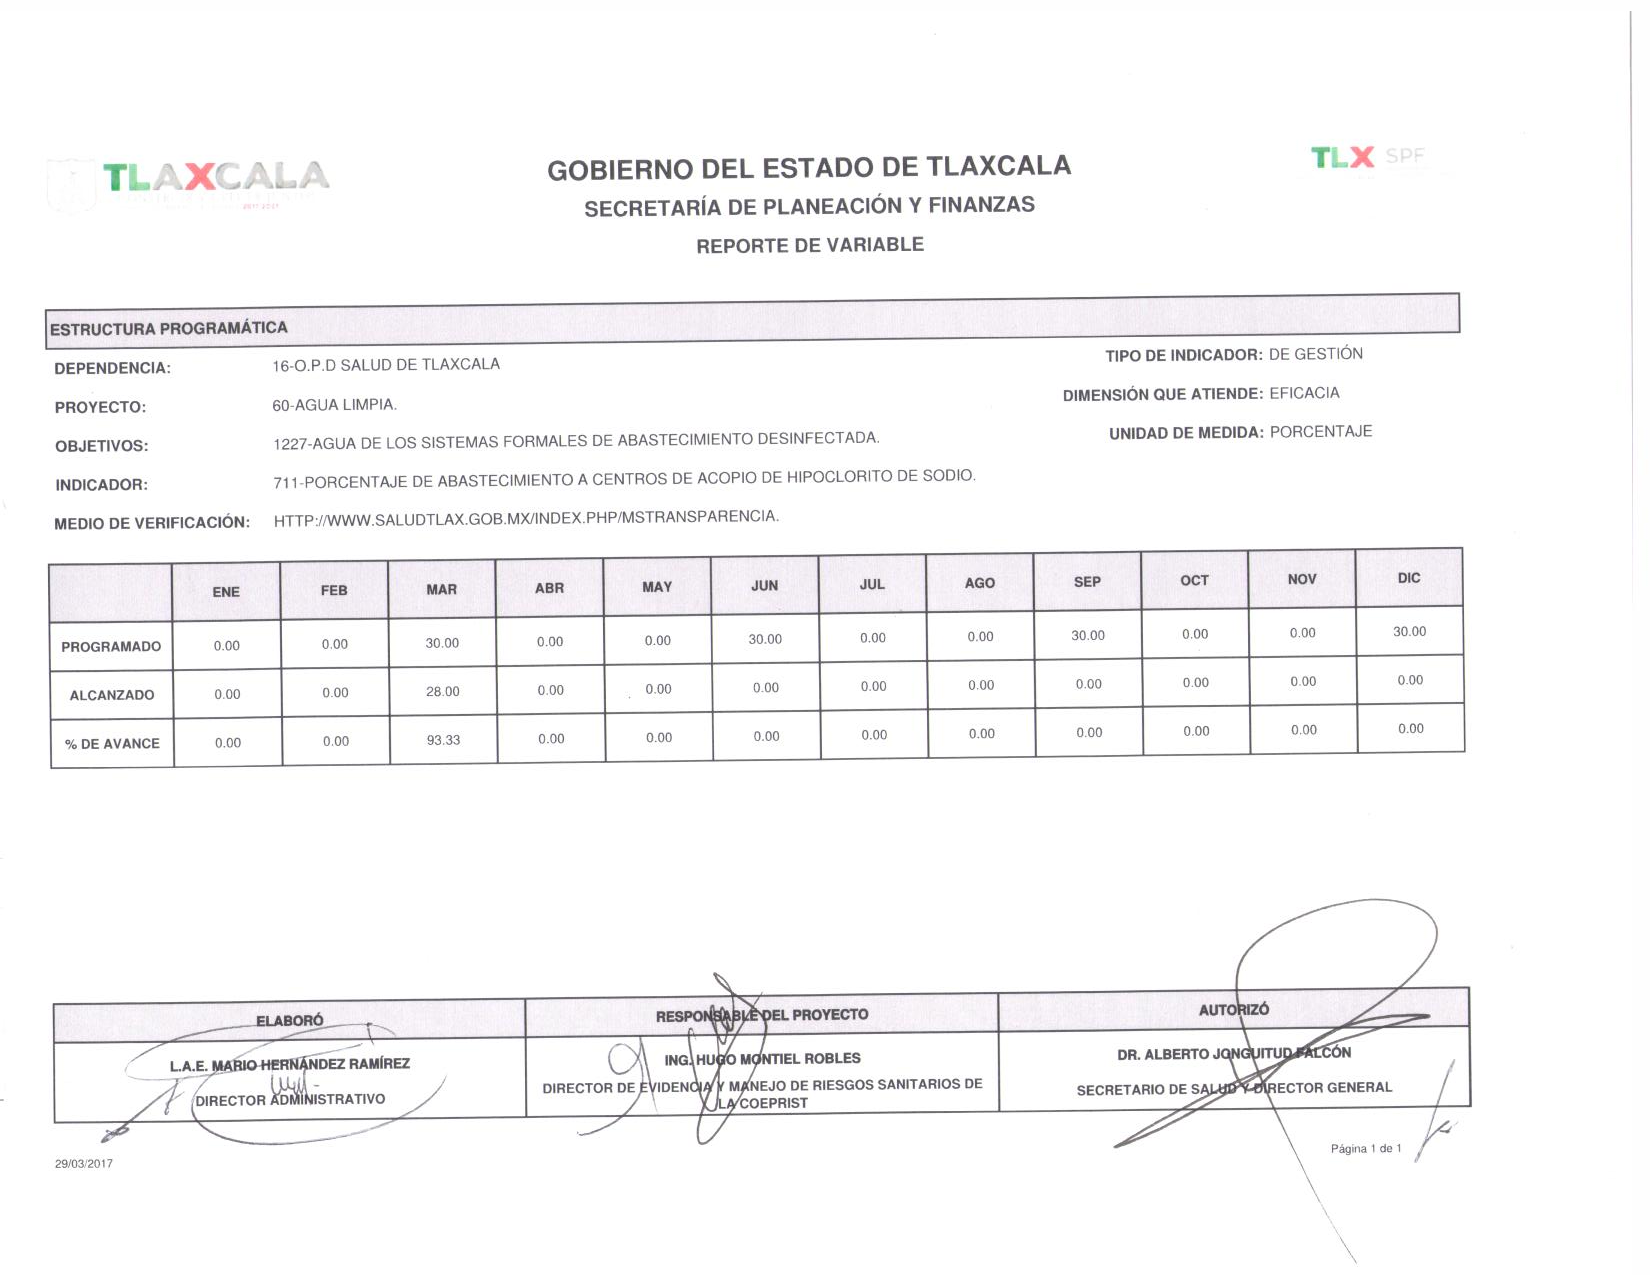 TLAXCALA
GOBIERNO DEL ESTADO DE TLAXCALA
SECRETARÍA DE PLANEACIÓN Y FINANZAS
REPORTE DE VARIABLE
TLX SPF
ESTRUCTURA PROGRAMÁTICA
DEPENDENCIA: 16-O.P.D SALUD DE TLAXCALA TIPO DE INDICADOR: DE GESTIÓN
PROYECTO: 60-AGUA LIMPIA. DIMENSIÓN QUE ATIENDE: EFICACIA
OBJETIVOS: 1227-AGUA DE LOS SISTEMAS FORMALES DE ABASTECIMIENTO DESINFECTADA. UNIDAD DE MEDIDA: PORCENTAJE
INDICADOR: 711-PORCENTAJE DE ABASTECIMIENTO A CENTROS DE ACOPIO DE HIPOCLORITO DE SODIO.
MEDIO DE VERIFICACIÓN: HTTP://WWW.SALUDTLAX.GOB.MX/INDEX.PHP/MSTRANSPARENCIA.
ENE FEB MAR ABR MAY JUN JUL AGO SEP OCT NOV DIC
PROGRAMADO 0.00 0.00 30.00 0.00 0.00 30.00 0.00 0.00 30.00 0.00 0.00 30.00
ALCANZADO 0.00 0.00 28.00 0.00 0.00 0.00 0.00 0.00 0.00 0.00 0.00 0.00
% DE AVANCE 0.00 0.00 93.33 0.00 0.00 0.00 0.00 0.00 0.00 0.00 0.00 0.00
ELABORÓ RESPONSABLE DEL PROYECTO AUTORIZÓ
L.A.E. MARIO HERNÁNDEZ RAMÍREZ ING. HUGO MONTIEL ROBLES DR. ALBERTO JONGUITUD FALCÓN
DIRECTOR ADMINISTRATIVO DIRECTOR DE EVIDENCIA Y MANEJO DE RIESGOS SANITARIOS DE SECRETARIO DE SALUD Y DIRECTOR GENERAL
LA COEPRIST
29/03/2017 Página 1 de 1